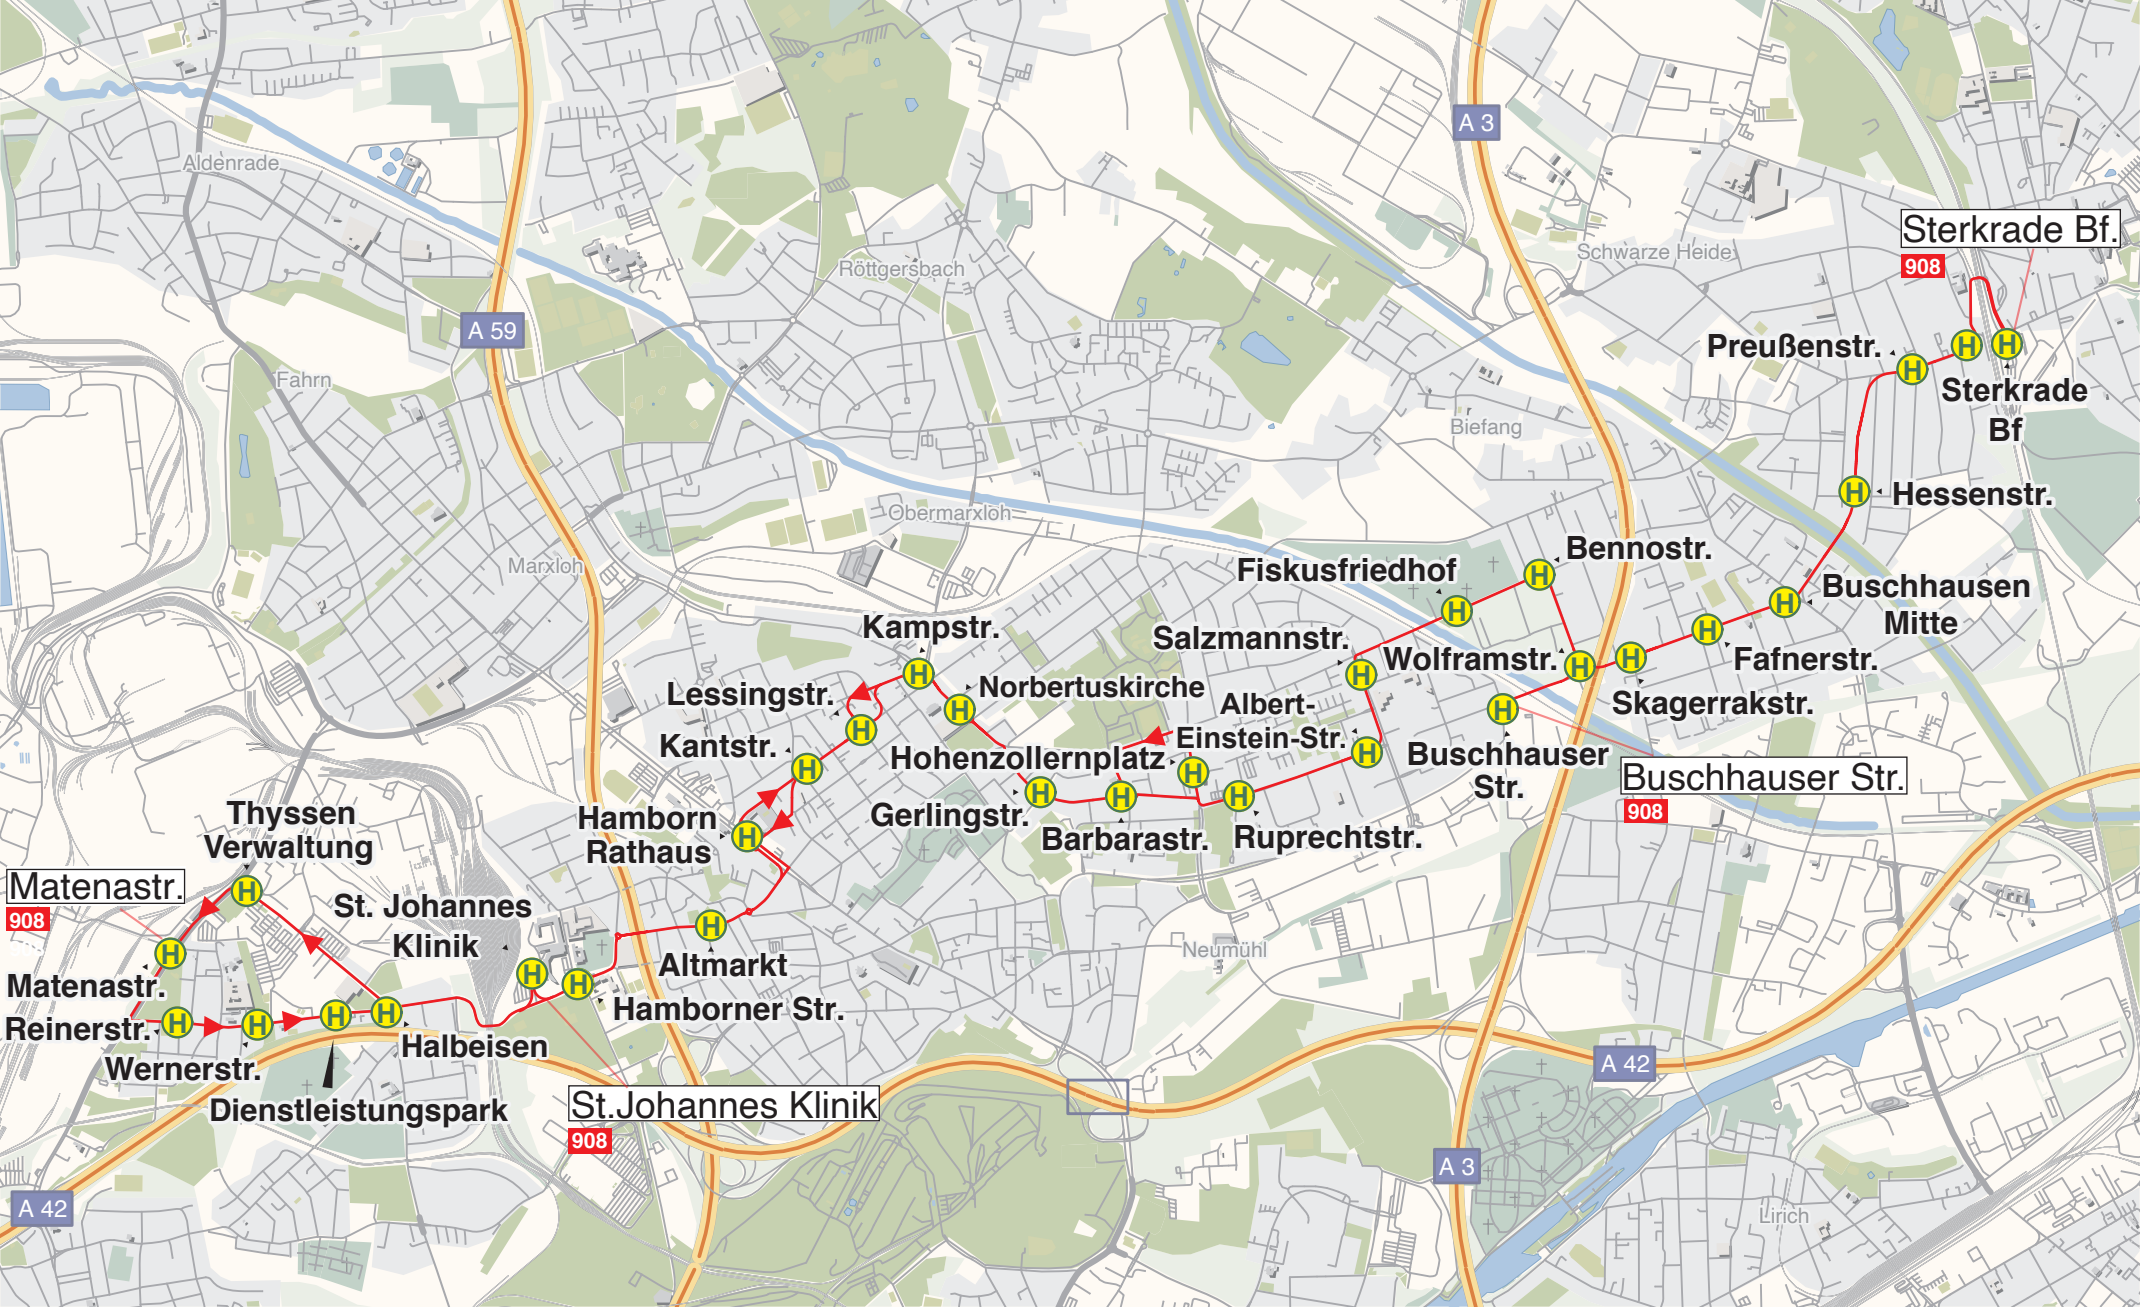 A 3
Aldenrade
Sterkrade Bf.
908
Schwarze Heide
Röttgersbach
A 59
Preußenstr.
H
H
H
Sterkrade
Bf
Fahrn
Biefang
Hessenstr.
H
Obermarxloh
Marxloh
Bennostr.
H
Fiskusfriedhof
H
Buschhausen
Mitte
H
Kampstr.
H
Salzmannstr.
H
Wolframstr.
H
H
H
Fafnerstr.
Skagerrakstr.
Lessingstr.
H
Norbertuskirche
H
Albert-
Einstein-Str.
H
Kantstr.
H
Hohenzollernplatz
H
Buschhauser
Str.
H
Buschhauser Str.
908
Gerlingstr.
H
H
Barbarastr.
H
Ruprechtstr.
Hamborn
Rathaus
H
Thyssen
Verwaltung
H
Matenastr.
908
St. Johannes
Klinik
H
H
Altmarkt
H
Hamborner Str.
Neumühl
Matenastr.
H
Reinerstr.
H
H
H
H
Halbeisen
Wernerstr.
Dienstleistungspark
A 42
St.Johannes Klinik
908
A 3
A 42
Lirich